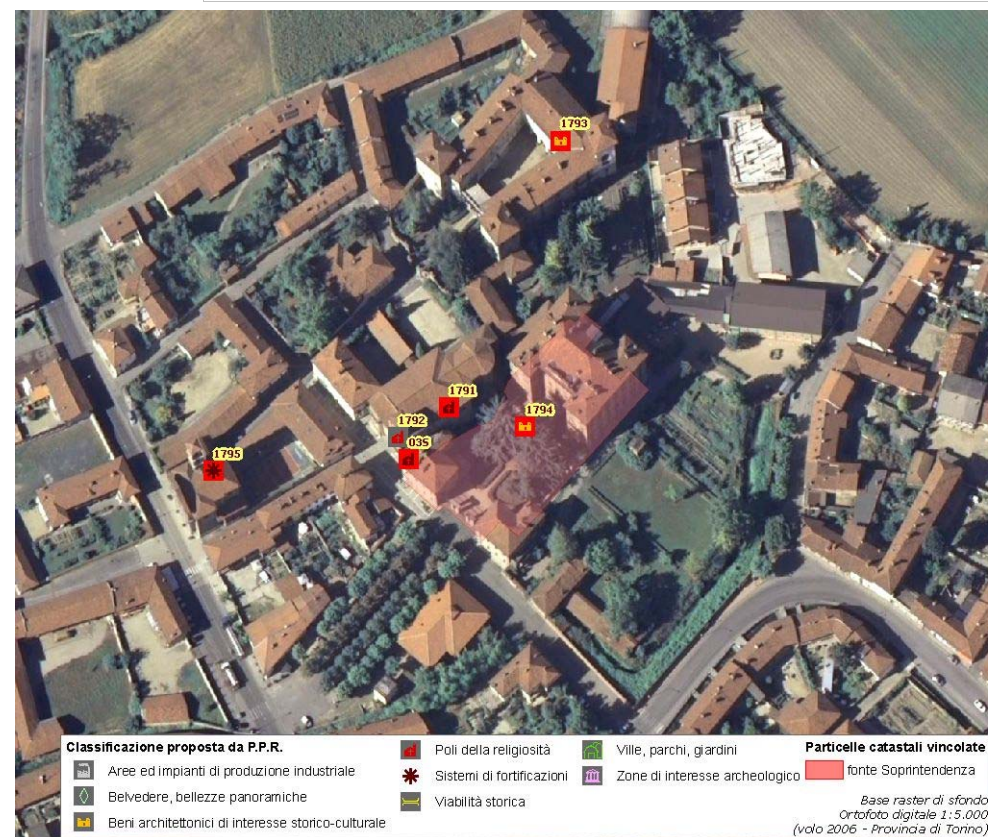 1793
1791
1794
1792
03S
1795
Classificazione proposta da P.P.R.
Aree ed impianti di produzione industriale
Belvedere, bellezze panoramiche
Beni architettonici di interesse storico-culturale
Poli della religiosità
Sistemi di fortificazioni
Viabilità storica
Ville, parchi, giardini
Zone di interesse archeologico
Particelle catastali vincolate
fonte Soprintendenza
Base raster di sfondo
Ortofoto digitale 1:5.000
(volo 2006 - Provincia di Torino)